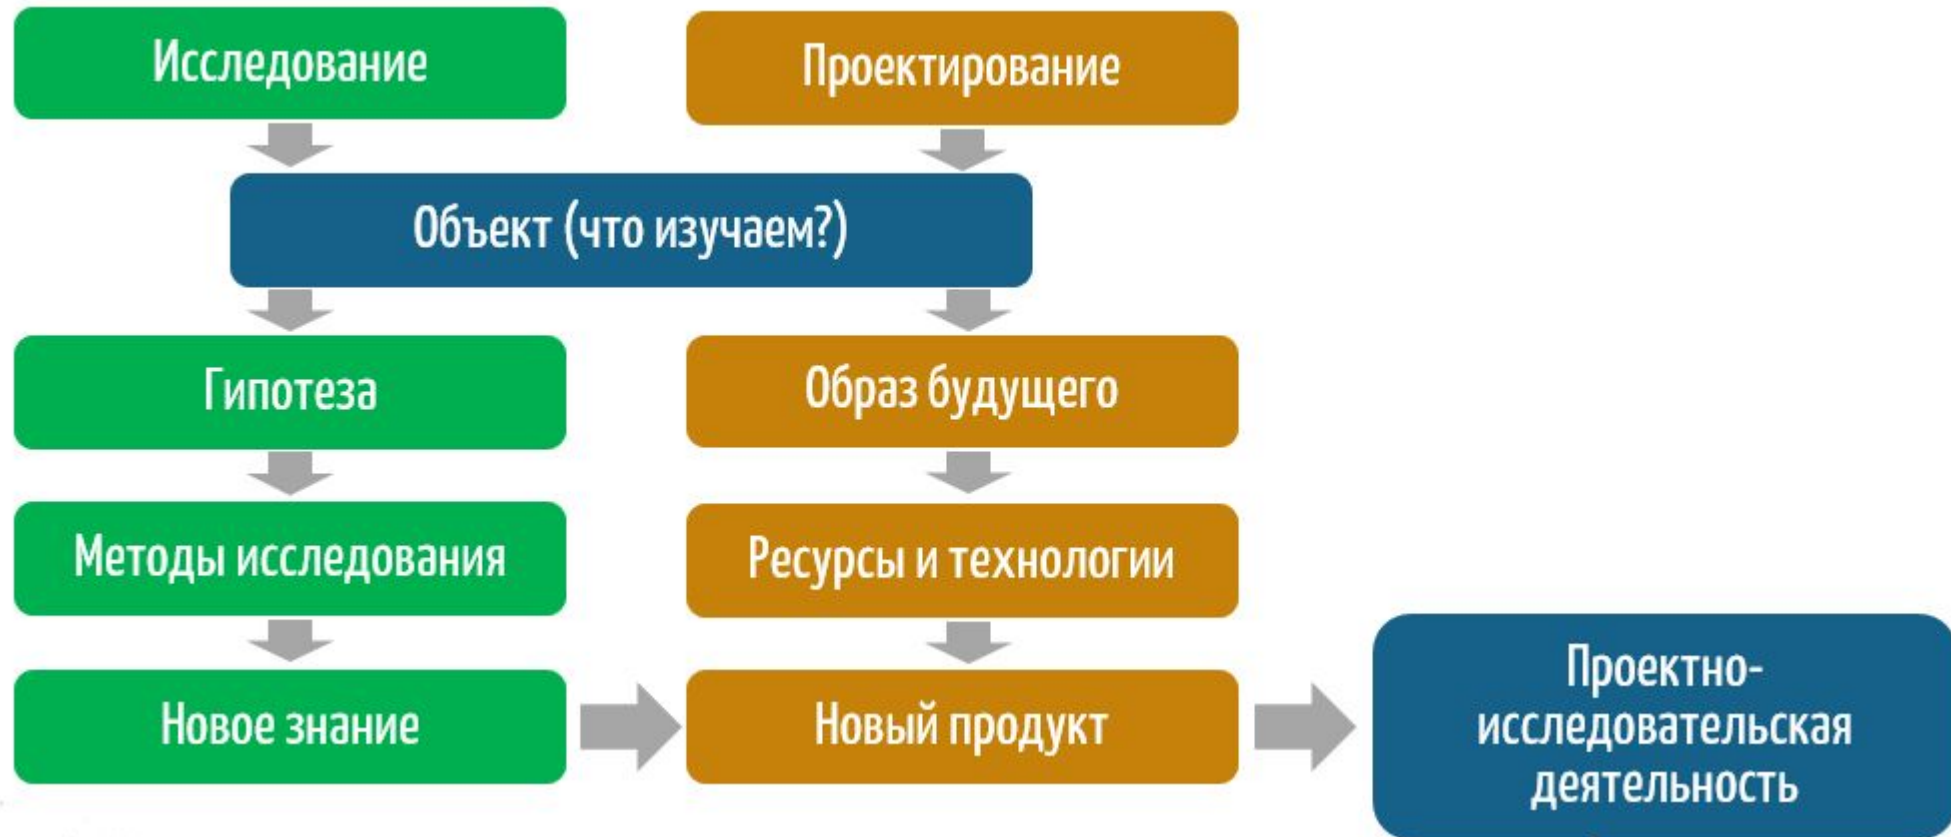 Исследование
Проектирование
Объект (что изучаем?)
Гипотеза
Образ будущего
Методы исследования
Ресурсы и технологии
Новое знание
Новый продукт
Проектно-
исследовательская
деятельность